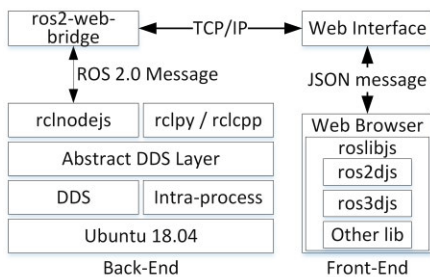 ros2-web-
bridge
TCP/IP
Web Interface
ROS 2.0 Message
JSON message
rclnodejs
rclpy / rclcpp
Abstract DDS Layer
DDS
Intra-process
Ubuntu 18.04
Back-End
Web Browser
roslibjs
ros2djs
ros3djs
Other lib
Front-End